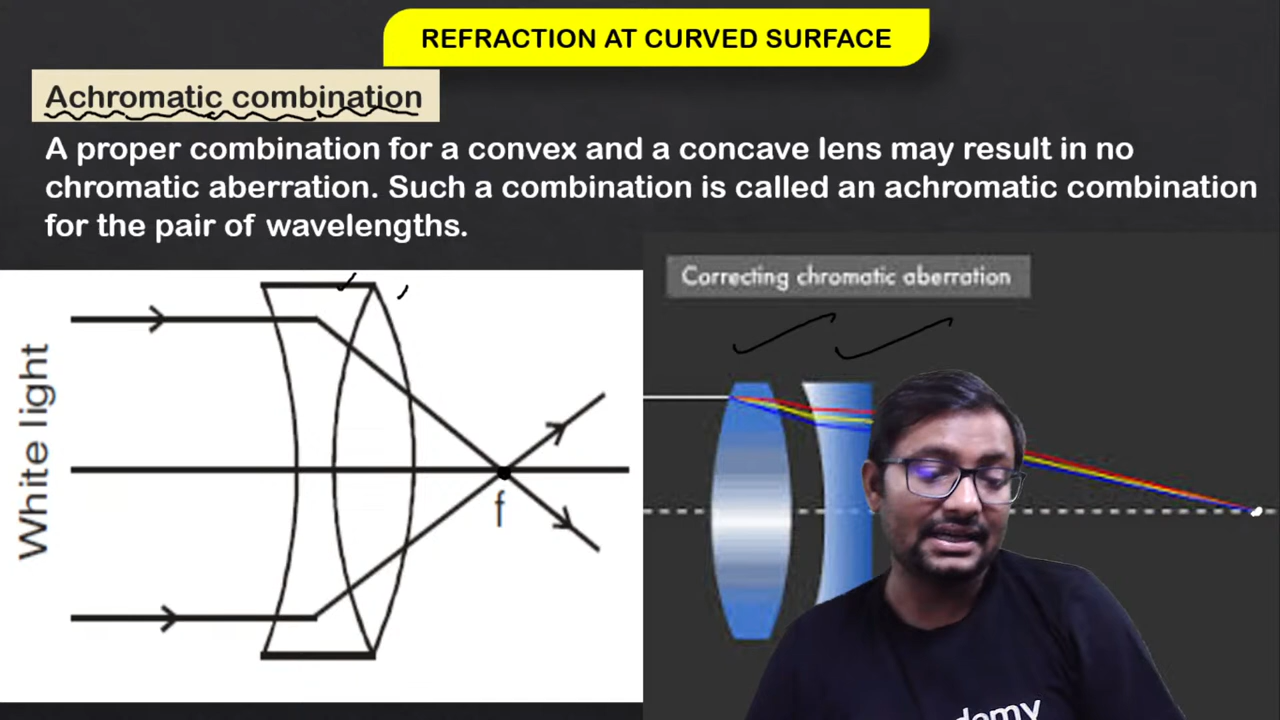 REFRACTION AT CURVED SURFACE
Achromatic combination
A proper combination for a convex and a concave lens may result in no
chromatic aberration. Such a combination is called an achromatic combination
for the pair of wavelengths.
Correcting chromatic aberration
White light
f
demy